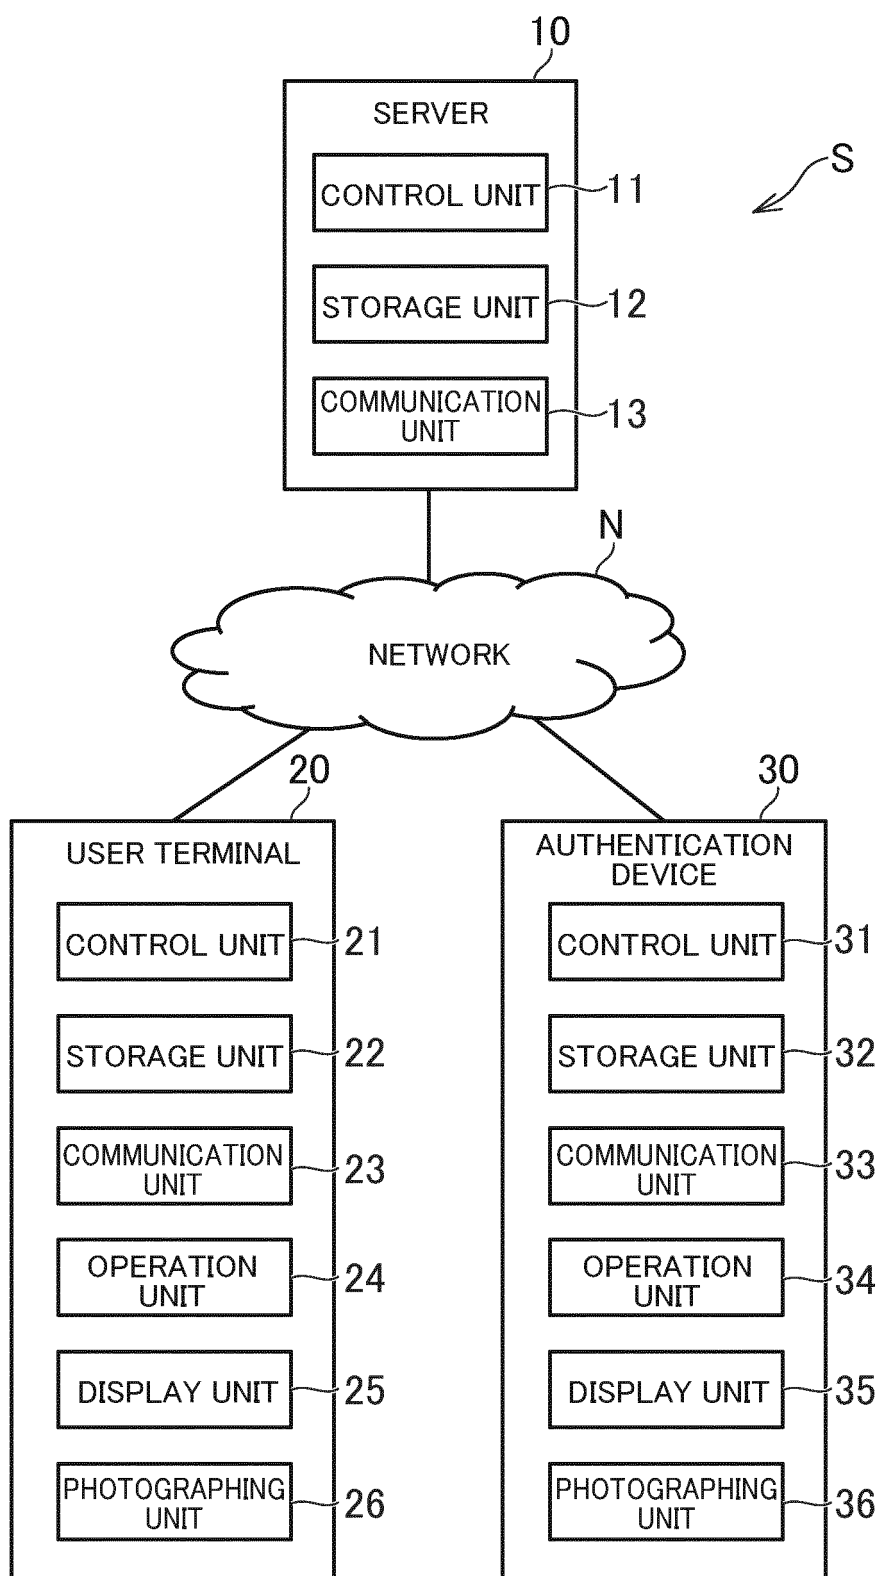 10
SERVER
S
CONTROL UNIT
11
STORAGE UNIT
12
COMMUNICATION
UNIT
13
N
NETWORK
20
USER TERMINAL
CONTROL UNIT
21
STORAGE UNIT
22
COMMUNICATION
UNIT
23
OPERATION
UNIT
24
DISPLAY UNIT
25
PHOTOGRAPHING
UNIT
26
30
AUTHENTICATION
DEVICE
CONTROL UNIT
31
STORAGE UNIT
32
COMMUNICATION
UNIT
33
OPERATION
UNIT
34
DISPLAY UNIT
35
PHOTOGRAPHING
UNIT
36